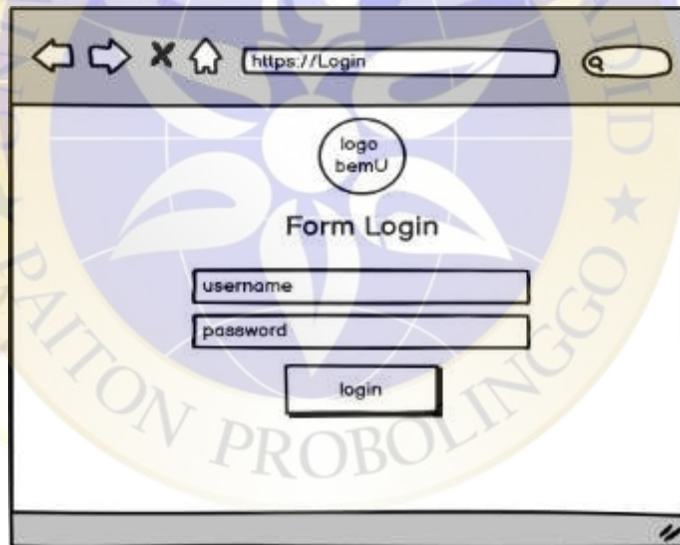 https://Login
logo
bemU
Form Login
username
password
login
PAITON PROBOLINGGO